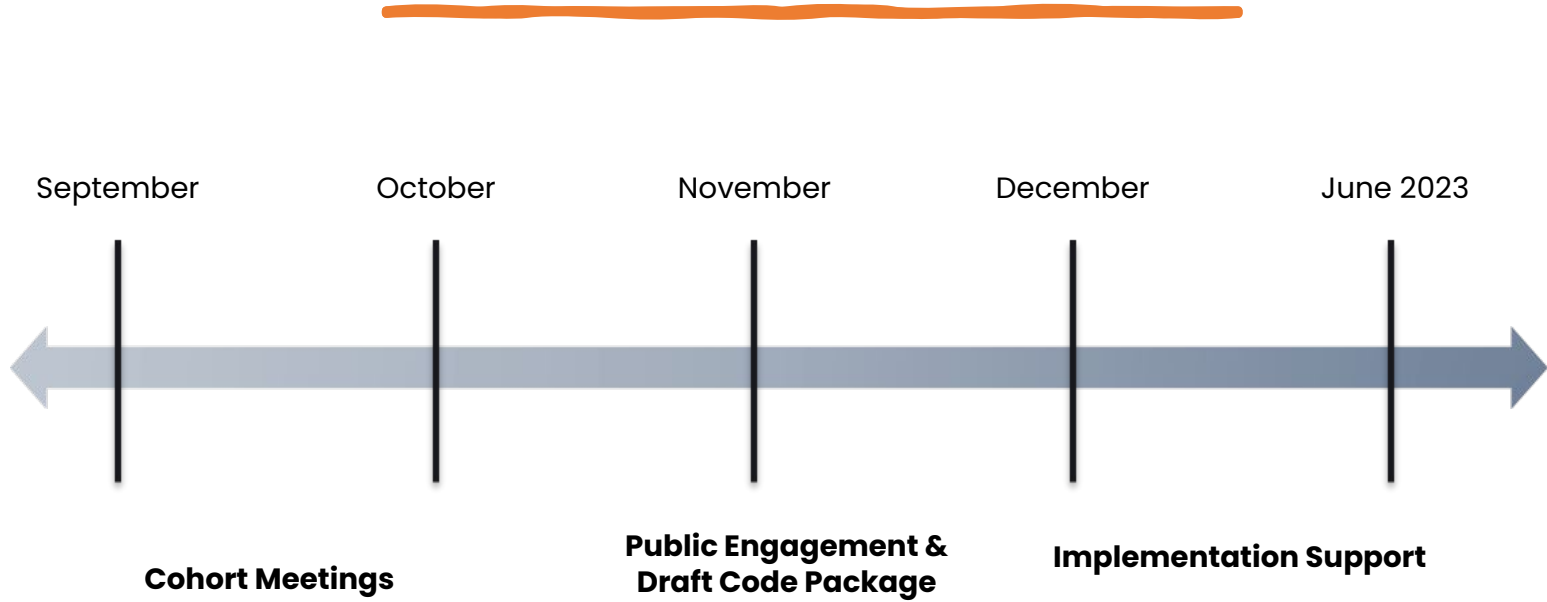 September
October
November
December
June 2023
Cohort Meetings
Public Engagement &
Draft Code Package
Implementation Support